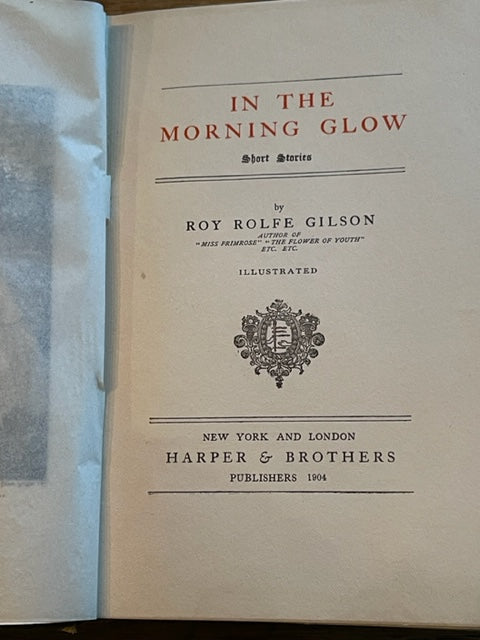 IN THE
MORNING GLOW
Short Stories
by
ROY ROLFE GILSON
AUTHOR OF
"MISS PRIMROSE" "THE FLOWER OF YOUTH"
ETC. ETC.
ILLUSTRATED
NEW YORK AND LONDON
HARPER & BROTHERS
PUBLISHERS 1904